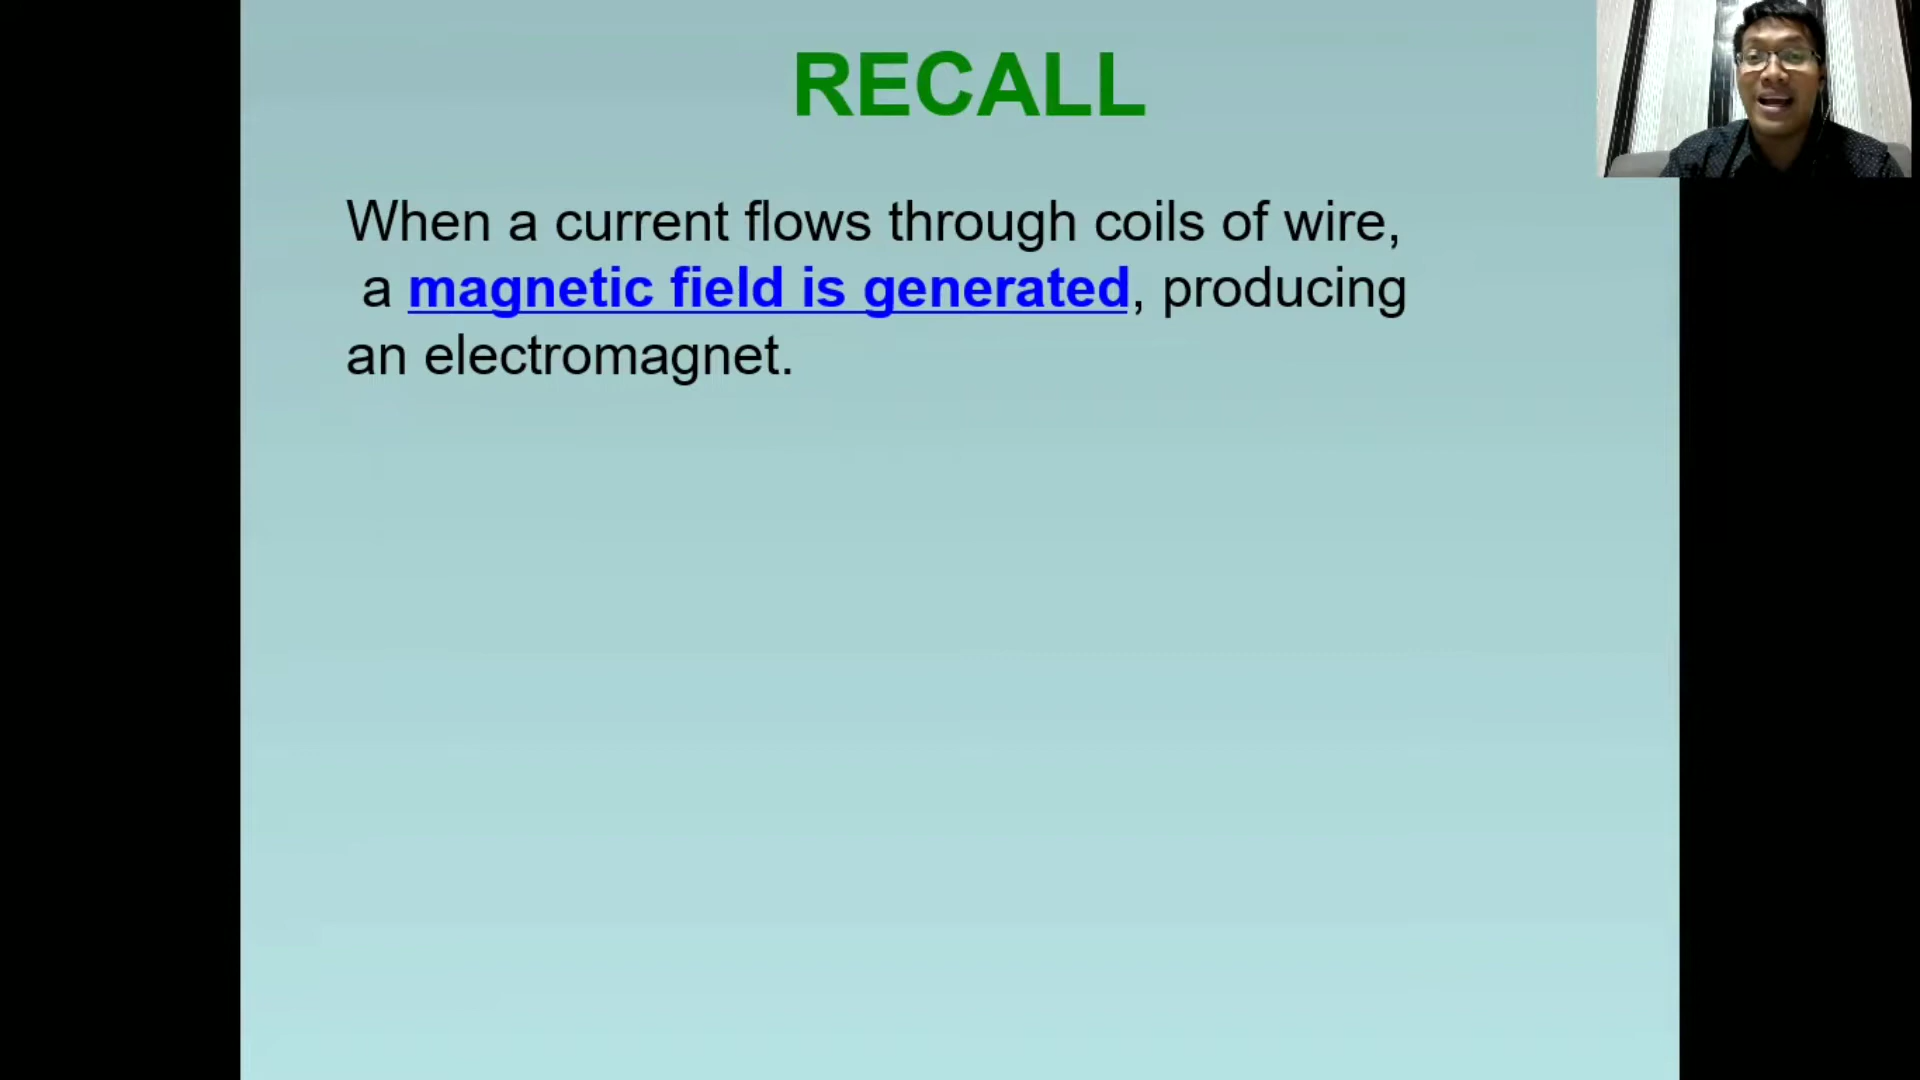 RECALL
When a current flows through coils of wire,
a magnetic field is generated, producing
an electromagnet.